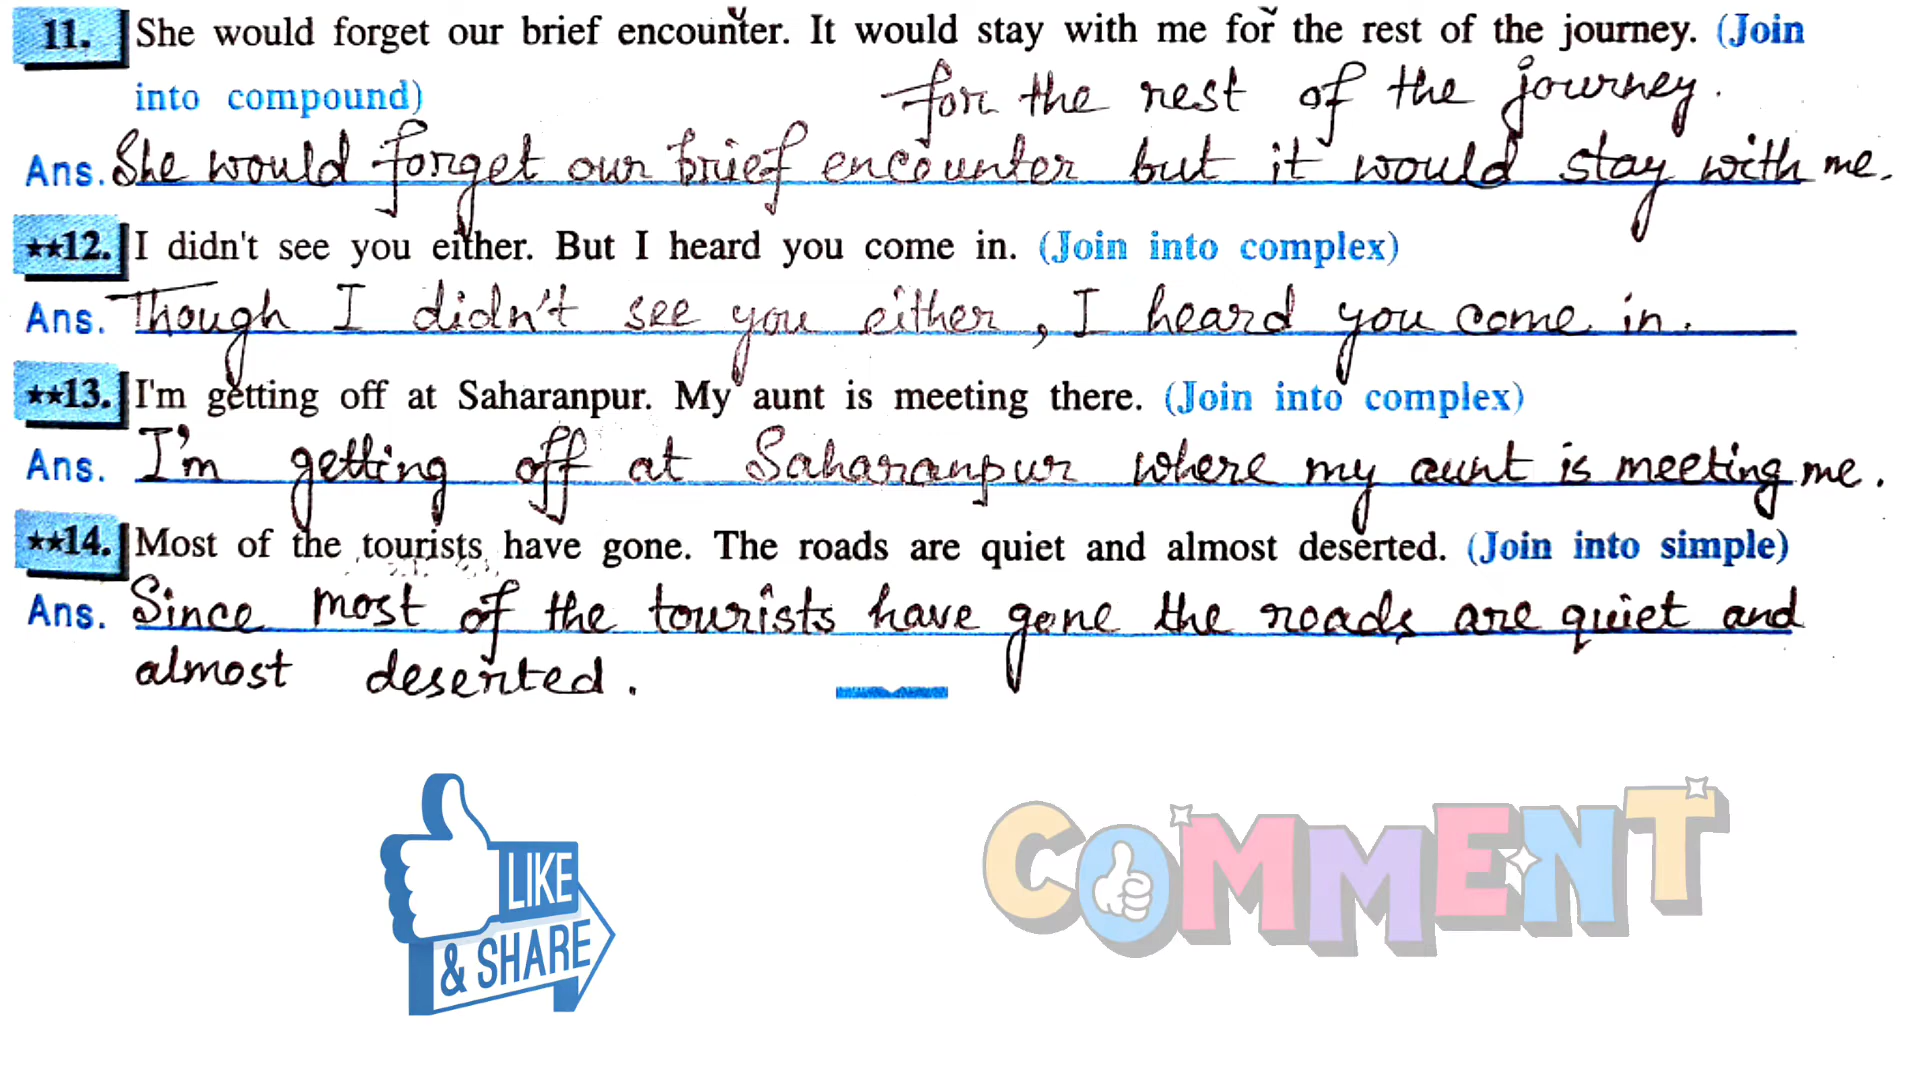 11. She would forget our brief encounter. It would stay with me for the rest of the journey. (Join
into compound)
for the rest of the journey.
Ans. She would forget our brief encounter but it would stay with me.
★★12. I didn't see you either. But I heard you come in. (Join into complex)
Ans. Though I didn't see you either, I heard you come in.
★★13. I'm getting off at Saharanpur. My aunt is meeting there. (Join into complex)
Ans. I'm getting off at Saharanpur where my aunt is meeting me.
★★14. Most of the tourists have gone. The roads are quiet and almost deserted. (Join into simple)
Ans. Since most of the tourists have gone the roads are quiet and
almost deserted.
LIKE
& SHARE
COMMENT